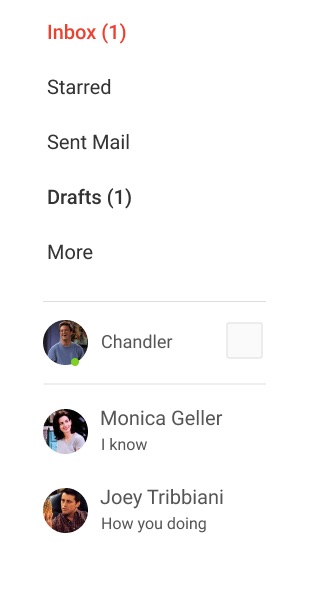 Inbox (1)
Starred
Sent Mail
Drafts (1)
More
Chandler
Monica Geller
I know
Joey Tribbiani
How you doing